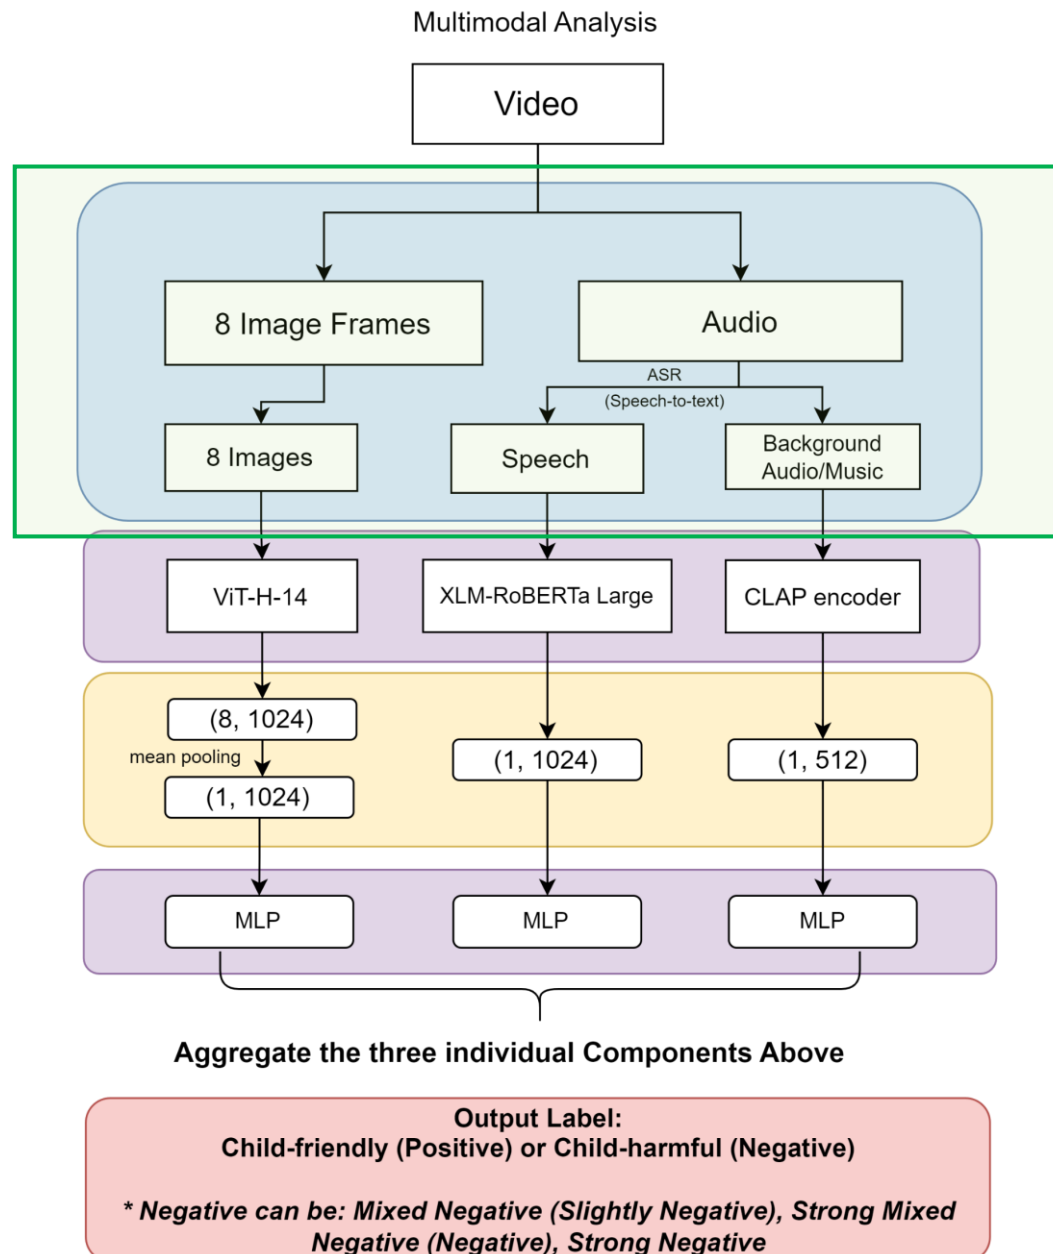 Multimodal Analysis
Video
8 Image Frames
Audio
ASR
(Speech-to-text)
8 Images
Speech
Background
Audio/Music
ViT-H-14
XLM-RoBERTa Large
CLAP encoder
(8, 1024)
mean pooling
(1, 1024)
(1, 1024)
(1, 512)
MLP
MLP
MLP
Aggregate the three individual Components Above
Output Label:
Child-friendly (Positive) or Child-harmful (Negative)
* Negative can be: Mixed Negative (Slightly Negative), Strong Mixed
Negative (Negative), Strong Negative